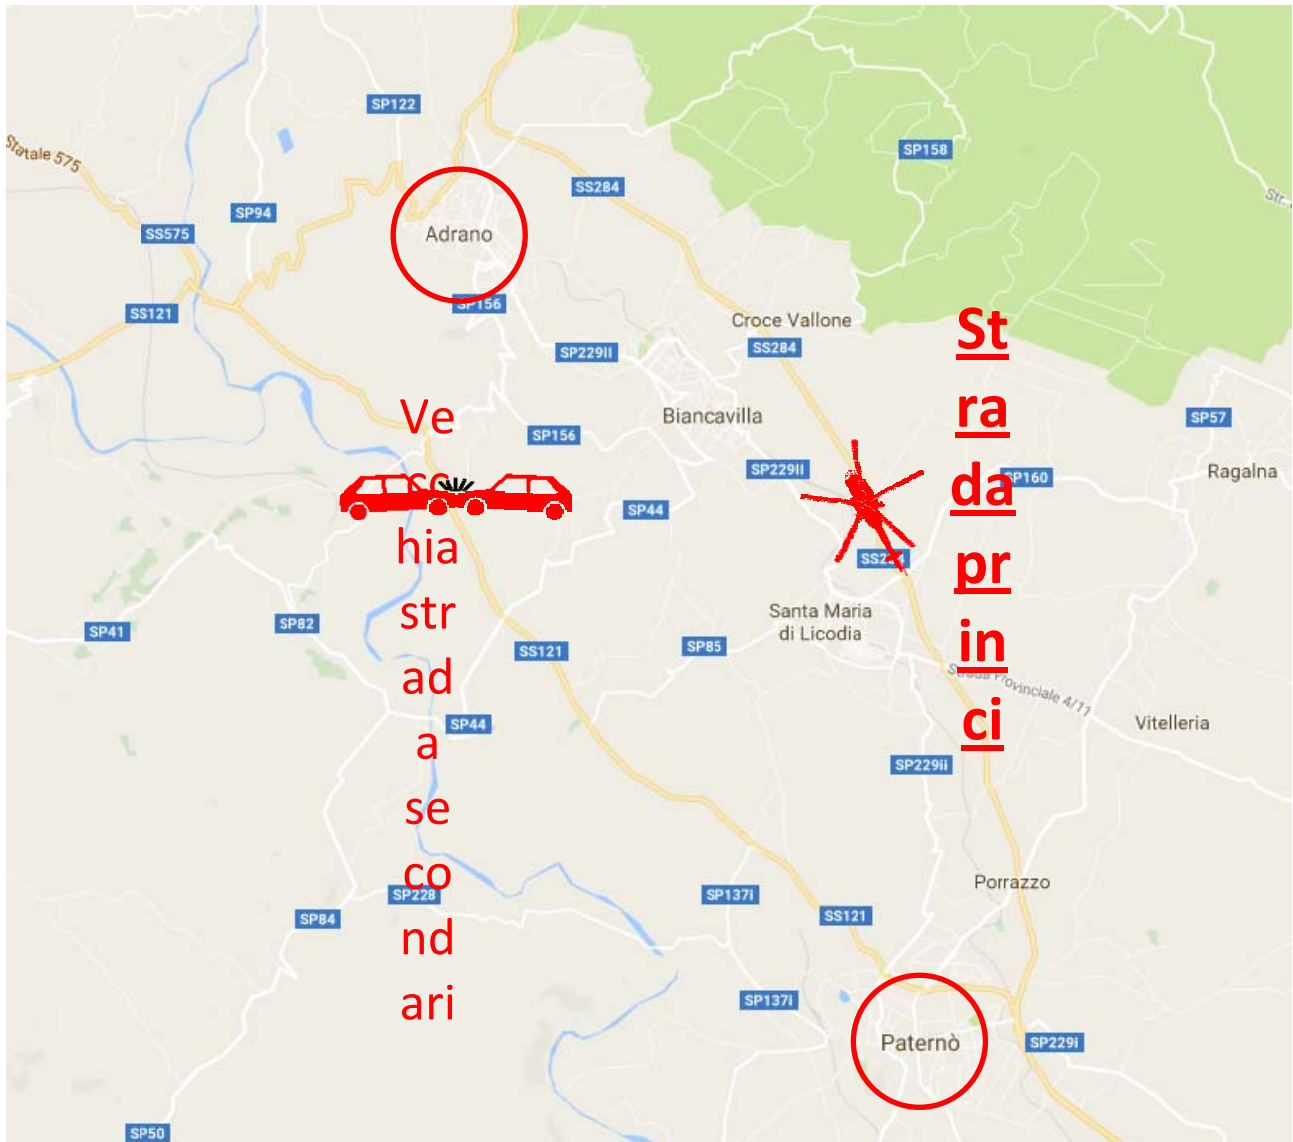 SP122
SP158
Statale 575
SS284
SP94
SS575
Adrano
SP156
SS121
Croce Vallone
SS284
SP229II
St
ra
da
pr
in
ci
Ve
hia
str
ad
a
se
co
nd
ari
Biancavilla
SP57
SP156
SP229II
SP160
Ragalna
SP44
SP41
SP82
Santa Maria
di Licodia
SS121
SP85
Strada Provinciale 4/11
SP44
Vitelleria
SP229ii
Porrazzo
SP228
SP137i
SP84
SS121
SP137i
Paternò
SP229i
SP50